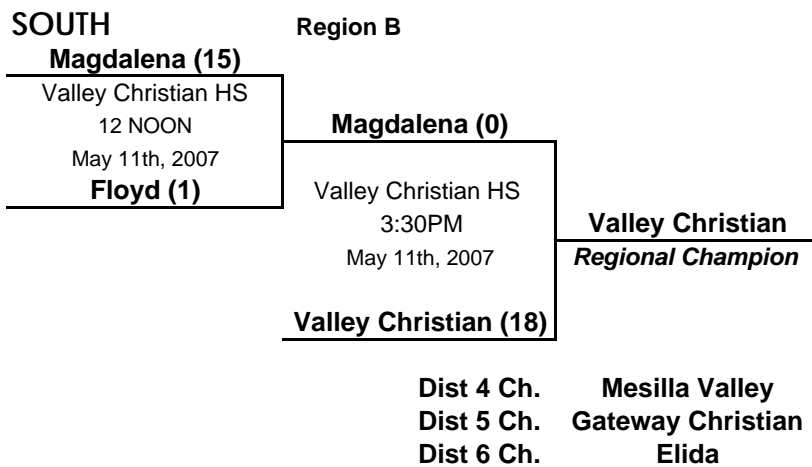 SOUTH Region B
Magdalena (15)
Valley Christian HS
12 NOON
May 11th, 2007
Floyd (1)
Magdalena (0)
Valley Christian HS
3:30PM
May 11th, 2007
Valley Christian (18)
Valley Christian
Regional Champion
Dist 4 Ch. Mesilla Valley
Dist 5 Ch. Gateway Christian
Dist 6 Ch. Elida